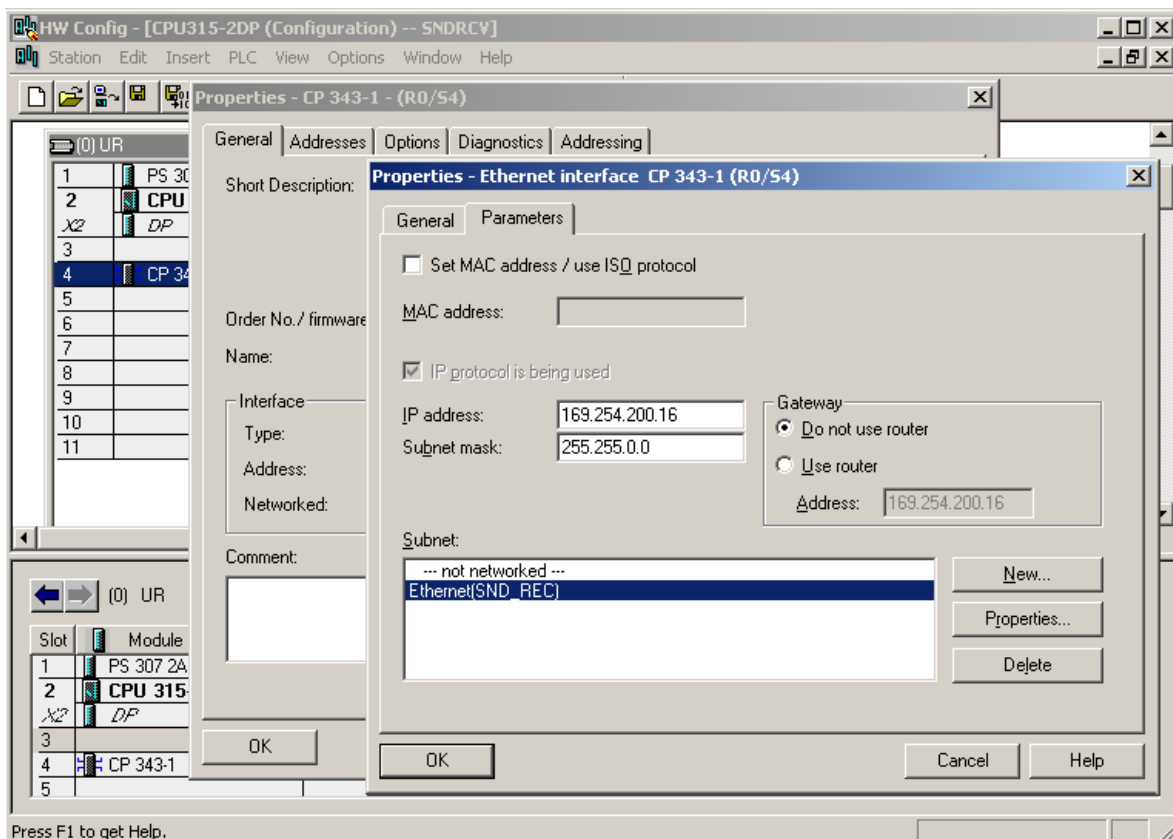 HW Config - [CPU315-2DP (Configuration) -- SNDRCV]
Station Edit Insert PLC View Options Window Help
Properties - CP 343-1 - (R0/S4)
General Addresses Options Diagnostics Addressing
(0) UR
1 PS 30
2 CPU
X2 DP
3
4 CP 34
5
6
7
8
9
10
11
Short Description:
Order No./ firmware
Name:
Interface
Type:
Address:
Networked:
Comment:
OK
Properties - Ethernet interface CP 343-1 (R0/S4)
General Parameters
Set MAC address / use ISO protocol
MAC address:
IP protocol is being used
IP address: 169.254.200.16
Subnet mask: 255.255.0.0
Gateway
Do not use router
Use router
Address: 169.254.200.16
Subnet:
--- not networked ---
Ethernet(SND_REC)
New...
Properties...
Delete
OK Cancel Help
(0) UR
Slot Module
1 PS 307 2A
2 CPU 315-
X2 DP
3
4 CP 343-1
5
Press F1 to get Help.